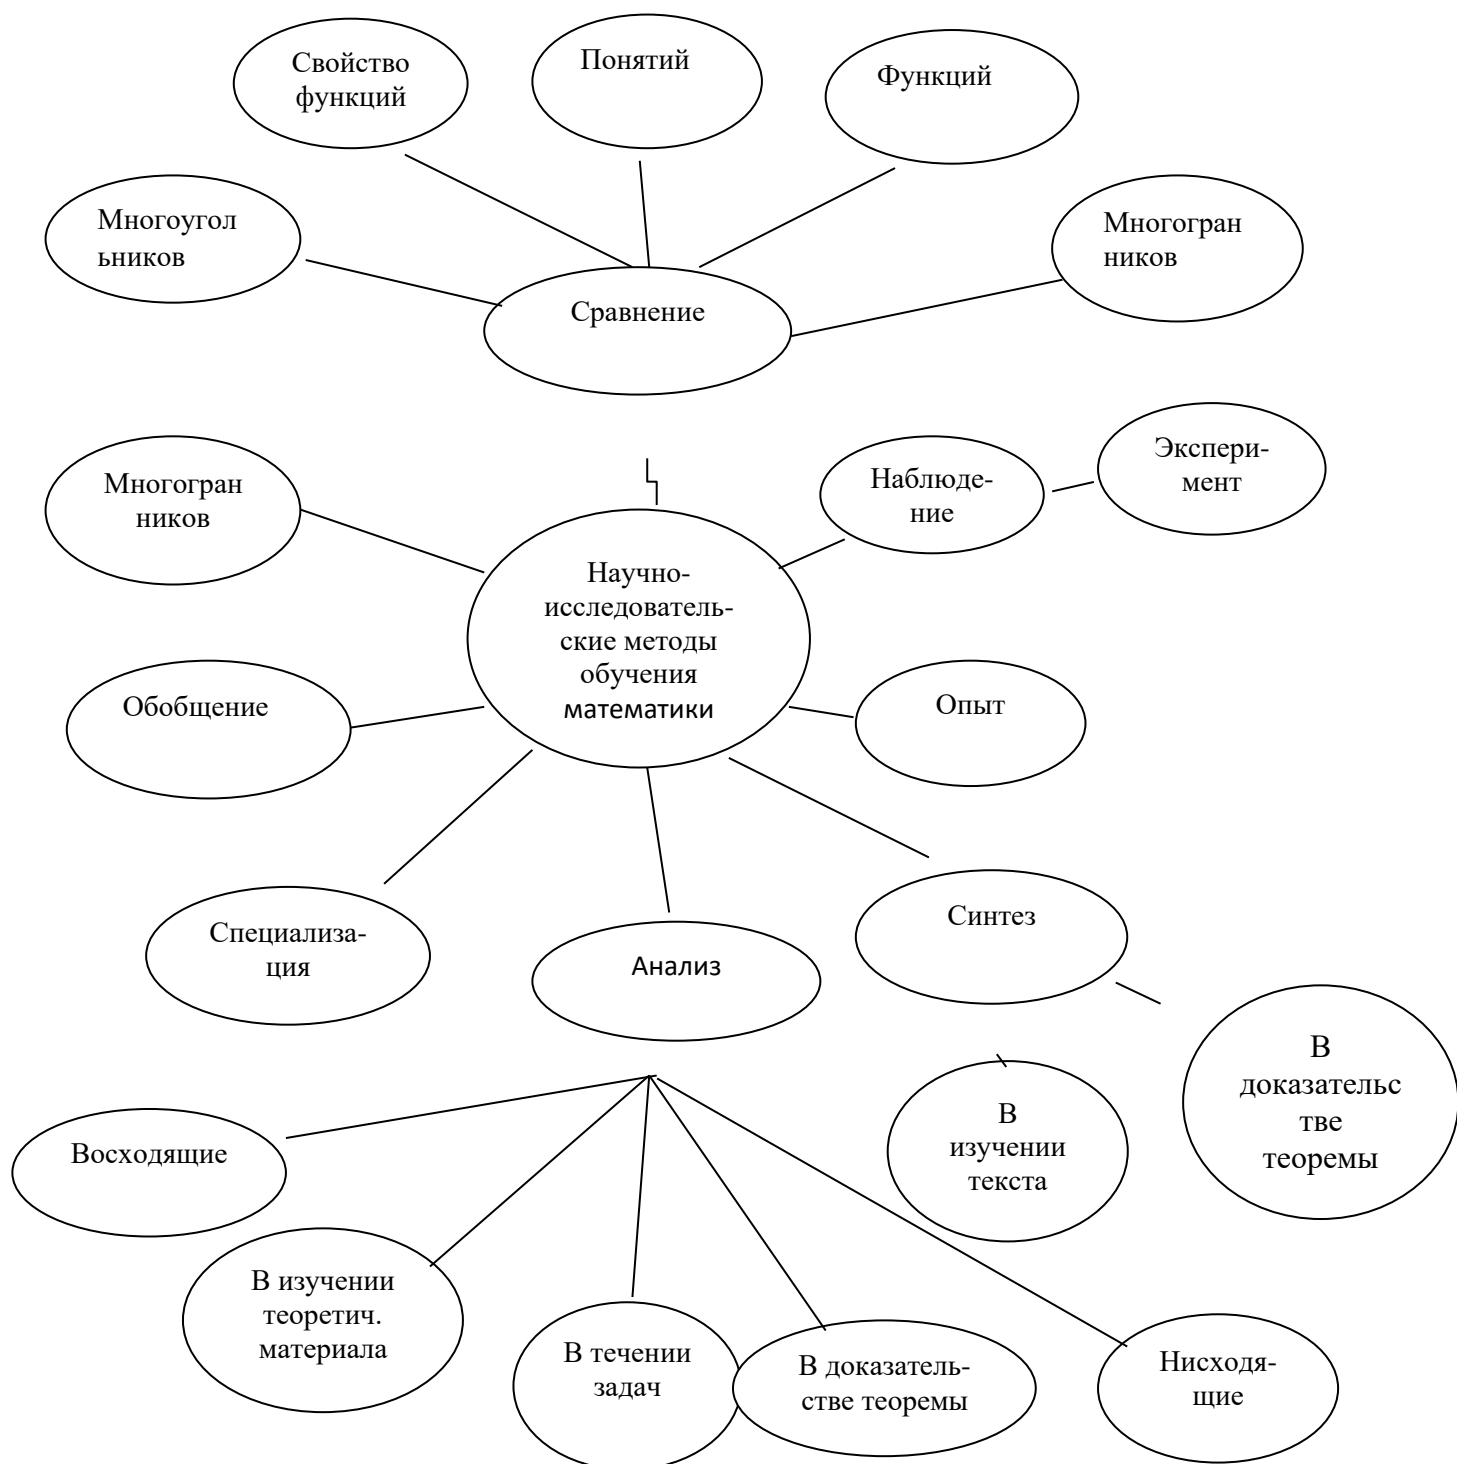 Свойство
функций
Понятий
Функций
Многоугол
ьников
Многогран
ников
Сравнение
Многогран
ников
Наблюде-
ние
Экспери-
мент
Научно-
исследователь-
ские методы
обучения
математики
Обобщение
Опыт
Специализа-
ция
Анализ
Синтез
В
доказательс
тве
теоремы
В
изучении
текста
Восходящие
В изучении
теоретич.
материала
В течении
задач
В доказатель-
стве теоремы
Нисходя-
щие